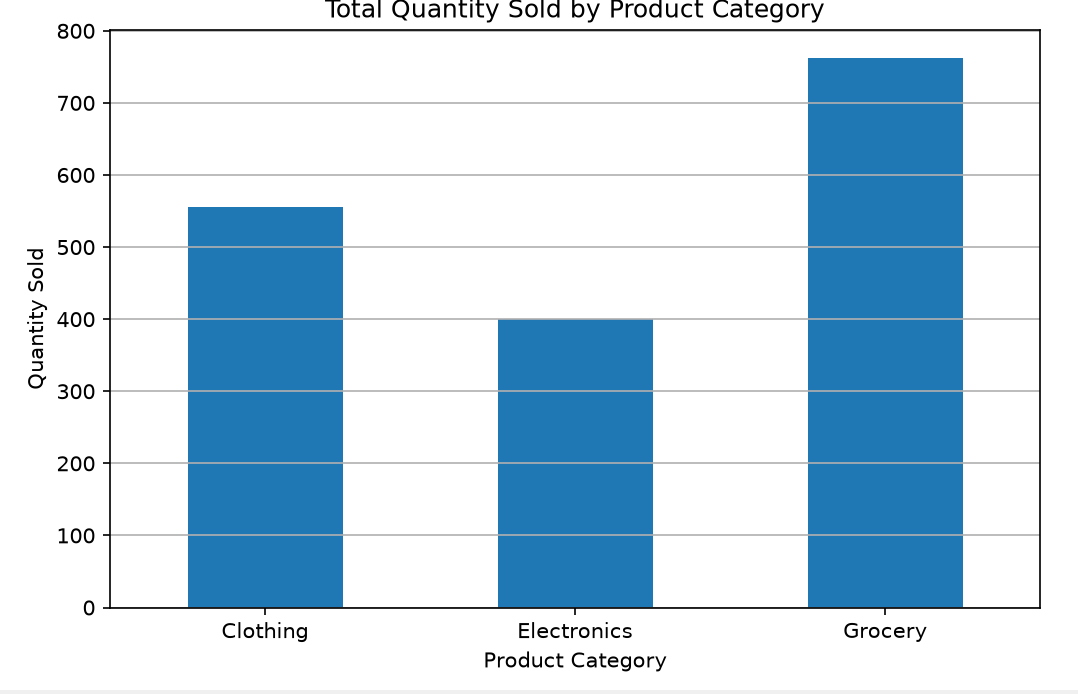 Total Quantity Sold by Product Category
800
700
600
500
400
300
200
100
0
Quantity Sold
Clothing Electronics Grocery
Product Category